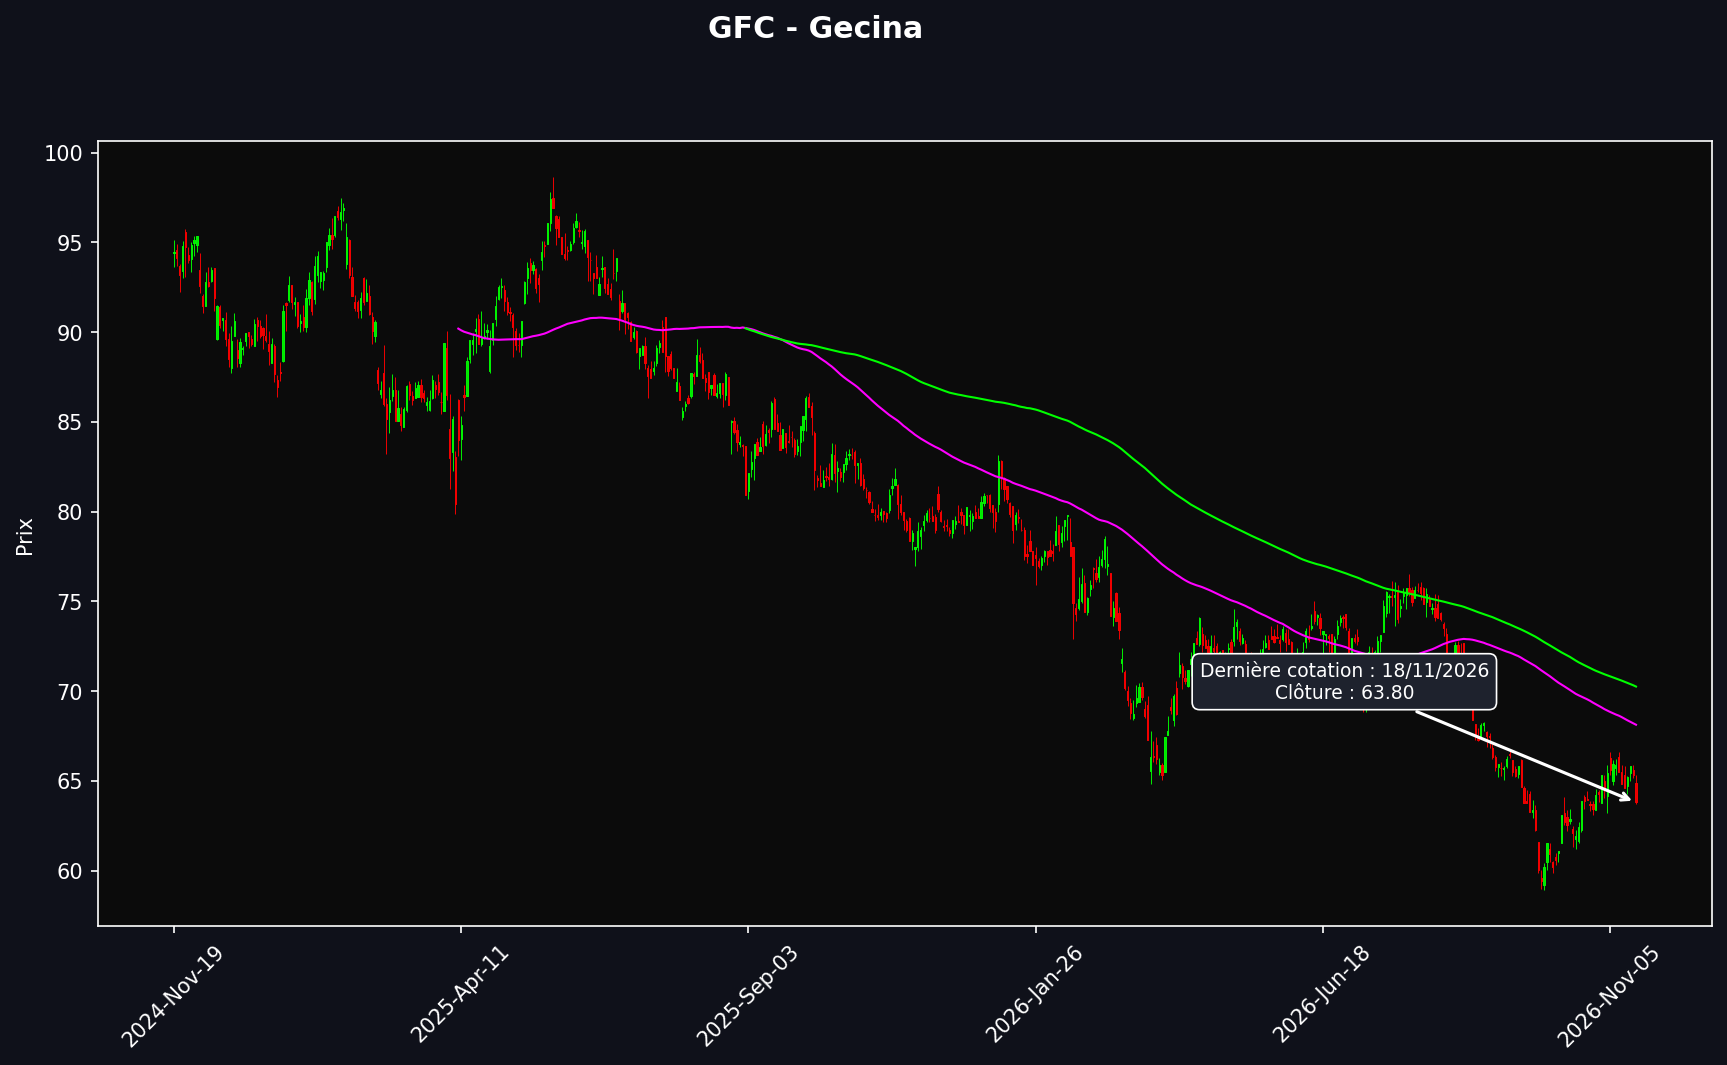 GFC - Gecina
Prix
100
95
90
85
80
75
70
65
60
Dernière cotation : 18/11/2026
Clôture : 63.80
2024-Nov-19
2025-Apr-11
2025-Sep-03
2026-Jan-26
2026-Jun-18
2026-Nov-05